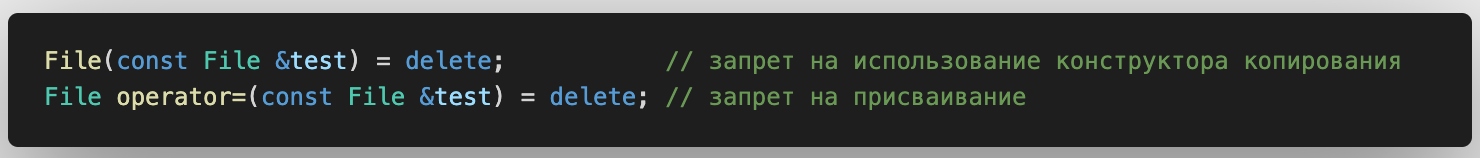 File(const File &test) = delete;           // запрет на использование конструктора копирования
File operator=(const File &test) = delete; // запрет на присваивание